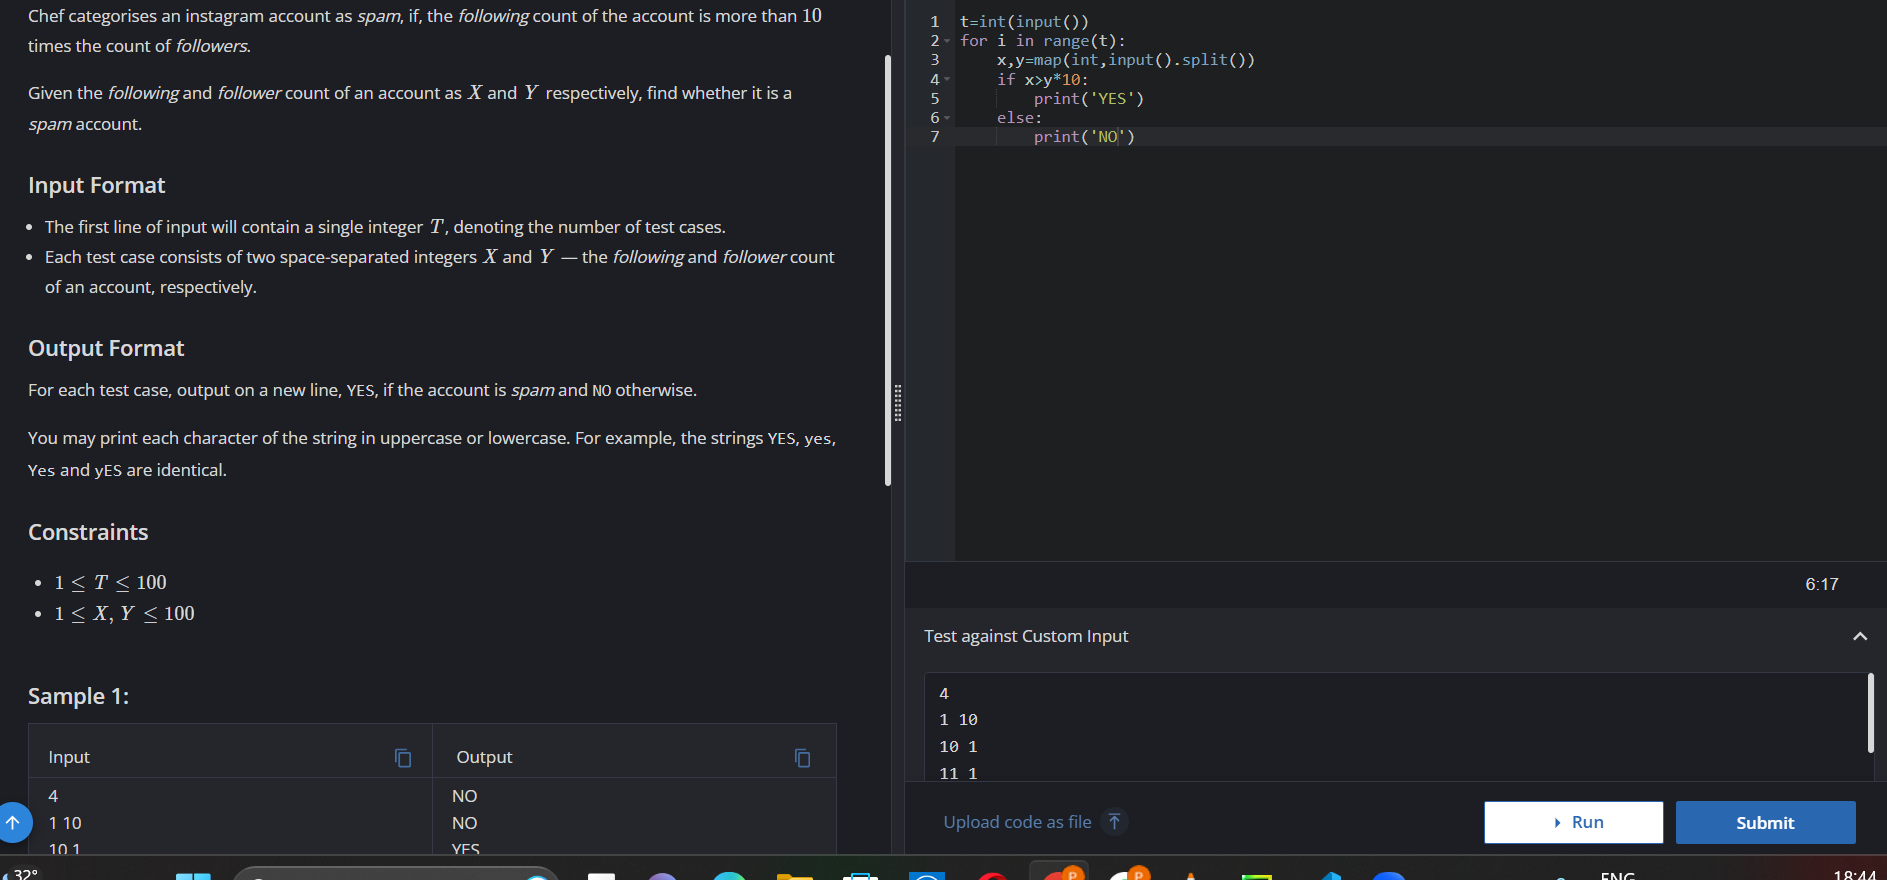 Chef categorises an instagram account as spam, if, the following count of the account is more than 10
times the count of followers.
Given the following and follower count of an account as X and Y respectively, find whether it is a
spam account.
Input Format
• The first line of input will contain a single integer T, denoting the number of test cases.
• Each test case consists of two space-separated integers X and Y — the following and follower count
of an account, respectively.
Output Format
For each test case, output on a new line, YES, if the account is spam and NO otherwise.
You may print each character of the string in uppercase or lowercase. For example, the strings YES, yes,
Yes and yES are identical.
Constraints
• 1 ≤ T ≤ 100
• 1 ≤ X, Y ≤ 100
Sample 1:
Input
Output
4
NO
1 10
NO
10 1
YES
1 t=int(input())
2 for i in range(t):
3 x,y=map(int,input().split())
4 if x>y*10:
5 print('YES')
6 else:
7 print('NO')
6:17
Test against Custom Input
4
1 10
10 1
11 1
Upload code as file
Run
Submit
32°
P
P
ENG
18:44